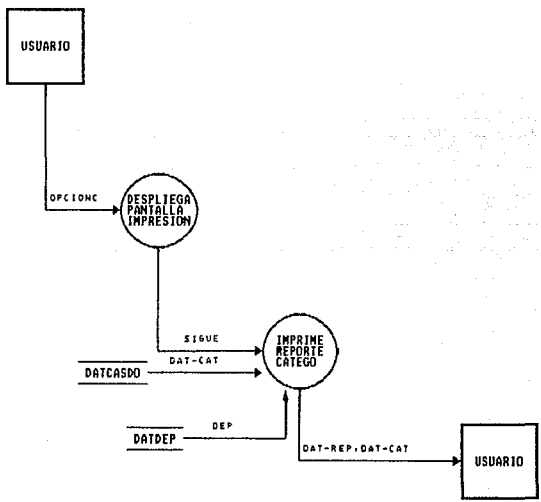 USUARIO
OPCIONC
DESPLIEGA
PANTALLA
IMPRESION
SIGUE
DAT-CAT
DATCASDO
IMPRIME
REPORTE
CATEGO
DEP
DATDEP
DAT-REP,DAT-CAT
USUARIO